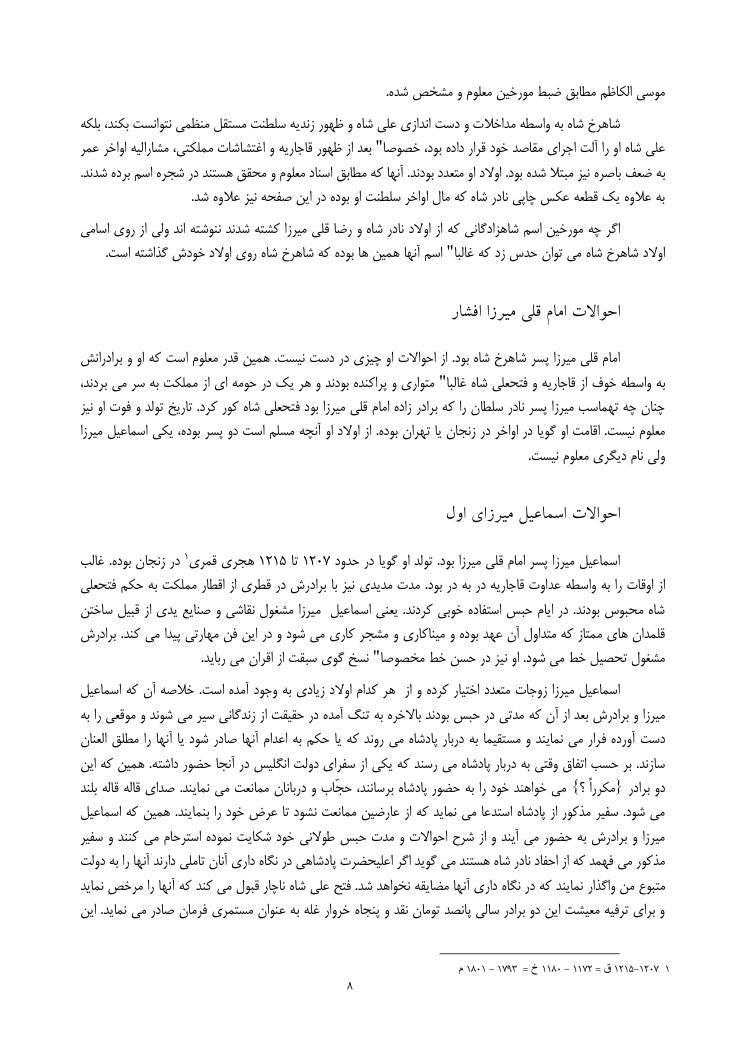 موسی الکاظم مطابق ضبط مورخین معلوم و مشخص شده.
شاهرخ شاه به واسطه مداخلات و دست اندازی علی شاه و ظهور زندیه سلطنت مستقل منظمی نتوانست بکند، بلکه
علی شاه او را آلت اجرای مقاصد خود قرار داده بود، خصوصا" بعد از ظهور قاجاریه و اغتشاشات مملکتی، مشارالیه اواخر عمر
به ضعف باصره نیز مبتلا شده بود. اولاد او متعدد بودند. آنها که مطابق اسناد معلوم و محقق هستند در شجره اسم برده شدند.
به علاوه یک قطعه عکس چاپی نادر شاه که مال اواخر سلطنت او بوده در این صفحه نیز علاوه شد.
اگر چه مورخین اسم شاهزادگانی که از اولاد نادر شاه و رضا قلی میرزا کشته شدند ننوشته اند ولی از روی اسامی
اولاد شاهرخ شاه می توان حدس زد که غالبا" اسم آنها همین ها بوده که شاهرخ شاه روی اولاد خودش گذاشته است.
احوالات امام قلی میرزا افشار
امام قلی میرزا پسر شاهرخ شاه بود. از احوالات او چیزی در دست نیست. همین قدر معلوم است که او و برادرانش
به واسطه خوف از قاجاریه و فتحعلی شاه غالبا" متواری و پراکنده بودند و هر یک در حومه ای از مملکت به سر می بردند،
چنان چه تهماسب میرزا پسر نادر سلطان را که برادر زاده امام قلی میرزا بود فتحعلی شاه کور کرد. تاریخ تولد و فوت او نیز
معلوم نیست. اقامت او گویا در اواخر در زنجان یا تهران بوده. از اولاد او آنچه مسلم است دو پسر بوده، یکی اسماعیل میرزا
ولی نام دیگری معلوم نیست.
احوالات اسماعیل میرزای اول
اسماعیل میرزا پسر امام قلی میرزا بود. تولد او گویا در حدود ۱۲۰۷ تا ۱۲۱۵ هجری قمری۱ در زنجان بوده. غالب
از اوقات را به واسطه عداوت قاجاریه در به در بود. مدت مدیدی نیز با برادرش در قطری از اقطار مملکت به حکم فتحعلی
شاه محبوس بودند. در ایام حبس استفاده خوبی کردند. یعنی اسماعیل میرزا مشغول نقاشی و صنایع یدی از قبیل ساختن
قلمدان های ممتاز که متداول آن عهد بوده و میناکاری و مشجر کاری می شود و در این فن مهارتی پیدا می کند. برادرش
مشغول تحصیل خط می شود. او نیز در حسن خط مخصوصا" نسخ گوی سبقت از اقران می رباید.
اسماعیل میرزا زوجات متعدد اختیار کرده و از هر کدام اولاد زیادی به وجود آمده است. خلاصه آن که اسماعیل
میرزا و برادرش بعد از آن که مدتی در حبس بودند بالاخره به تنگ آمده در حقیقت از زندگانی سیر می شوند و موقعی را به
دست آورده فرار می نمایند و مستقیما به دربار پادشاه می روند که یا حکم به اعدام آنها صادر شود یا آنها را مطلق العنان
سازند. بر حسب اتفاق وقتی به دربار پادشاه می رسند که یکی از سفرای دولت انگلیس در آنجا حضور داشته. همین که این
دو برادر {مکرراً ؟} می خواهند خود را به حضور پادشاه برسانند، حجّاب و دربانان ممانعت می نمایند. صدای قاله قاله بلند
می شود. سفیر مذکور از پادشاه استدعا می نماید که از عارضین ممانعت نشود تا عرض خود را بنمایند. همین که اسماعیل
میرزا و برادرش به حضور می آیند و از شرح احوالات و مدت حبس طولانی خود شکایت نموده استرحام می کنند و سفیر
مذکور می فهمد که از احفاد نادر شاه هستند می گوید اگر اعلیحضرت پادشاهی در نگاه داری آنان تاملی دارند آنها را به دولت
متبوع من واگذار نمایند که در نگاه داری آنها مضایقه نخواهد شد. فتح علی شاه ناچار قبول می کند که آنها را مرخص نماید
و برای ترفیه معیشت این دو برادر سالی پانصد تومان نقد و پنجاه خروار غله به عنوان مستمری فرمان صادر می نماید. این
۱ ۱۲۰۷–۱۲۱۵ ق = ۱۱۷۲ – ۱۱۸۰ خ = ۱۷۹۳ – ۱۸۰۱ م
۸